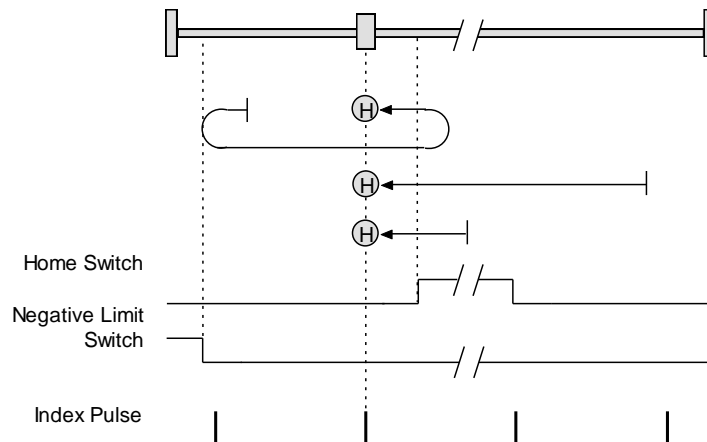 H
H
H
Home Switch
Negative Limit
Switch
Index Pulse